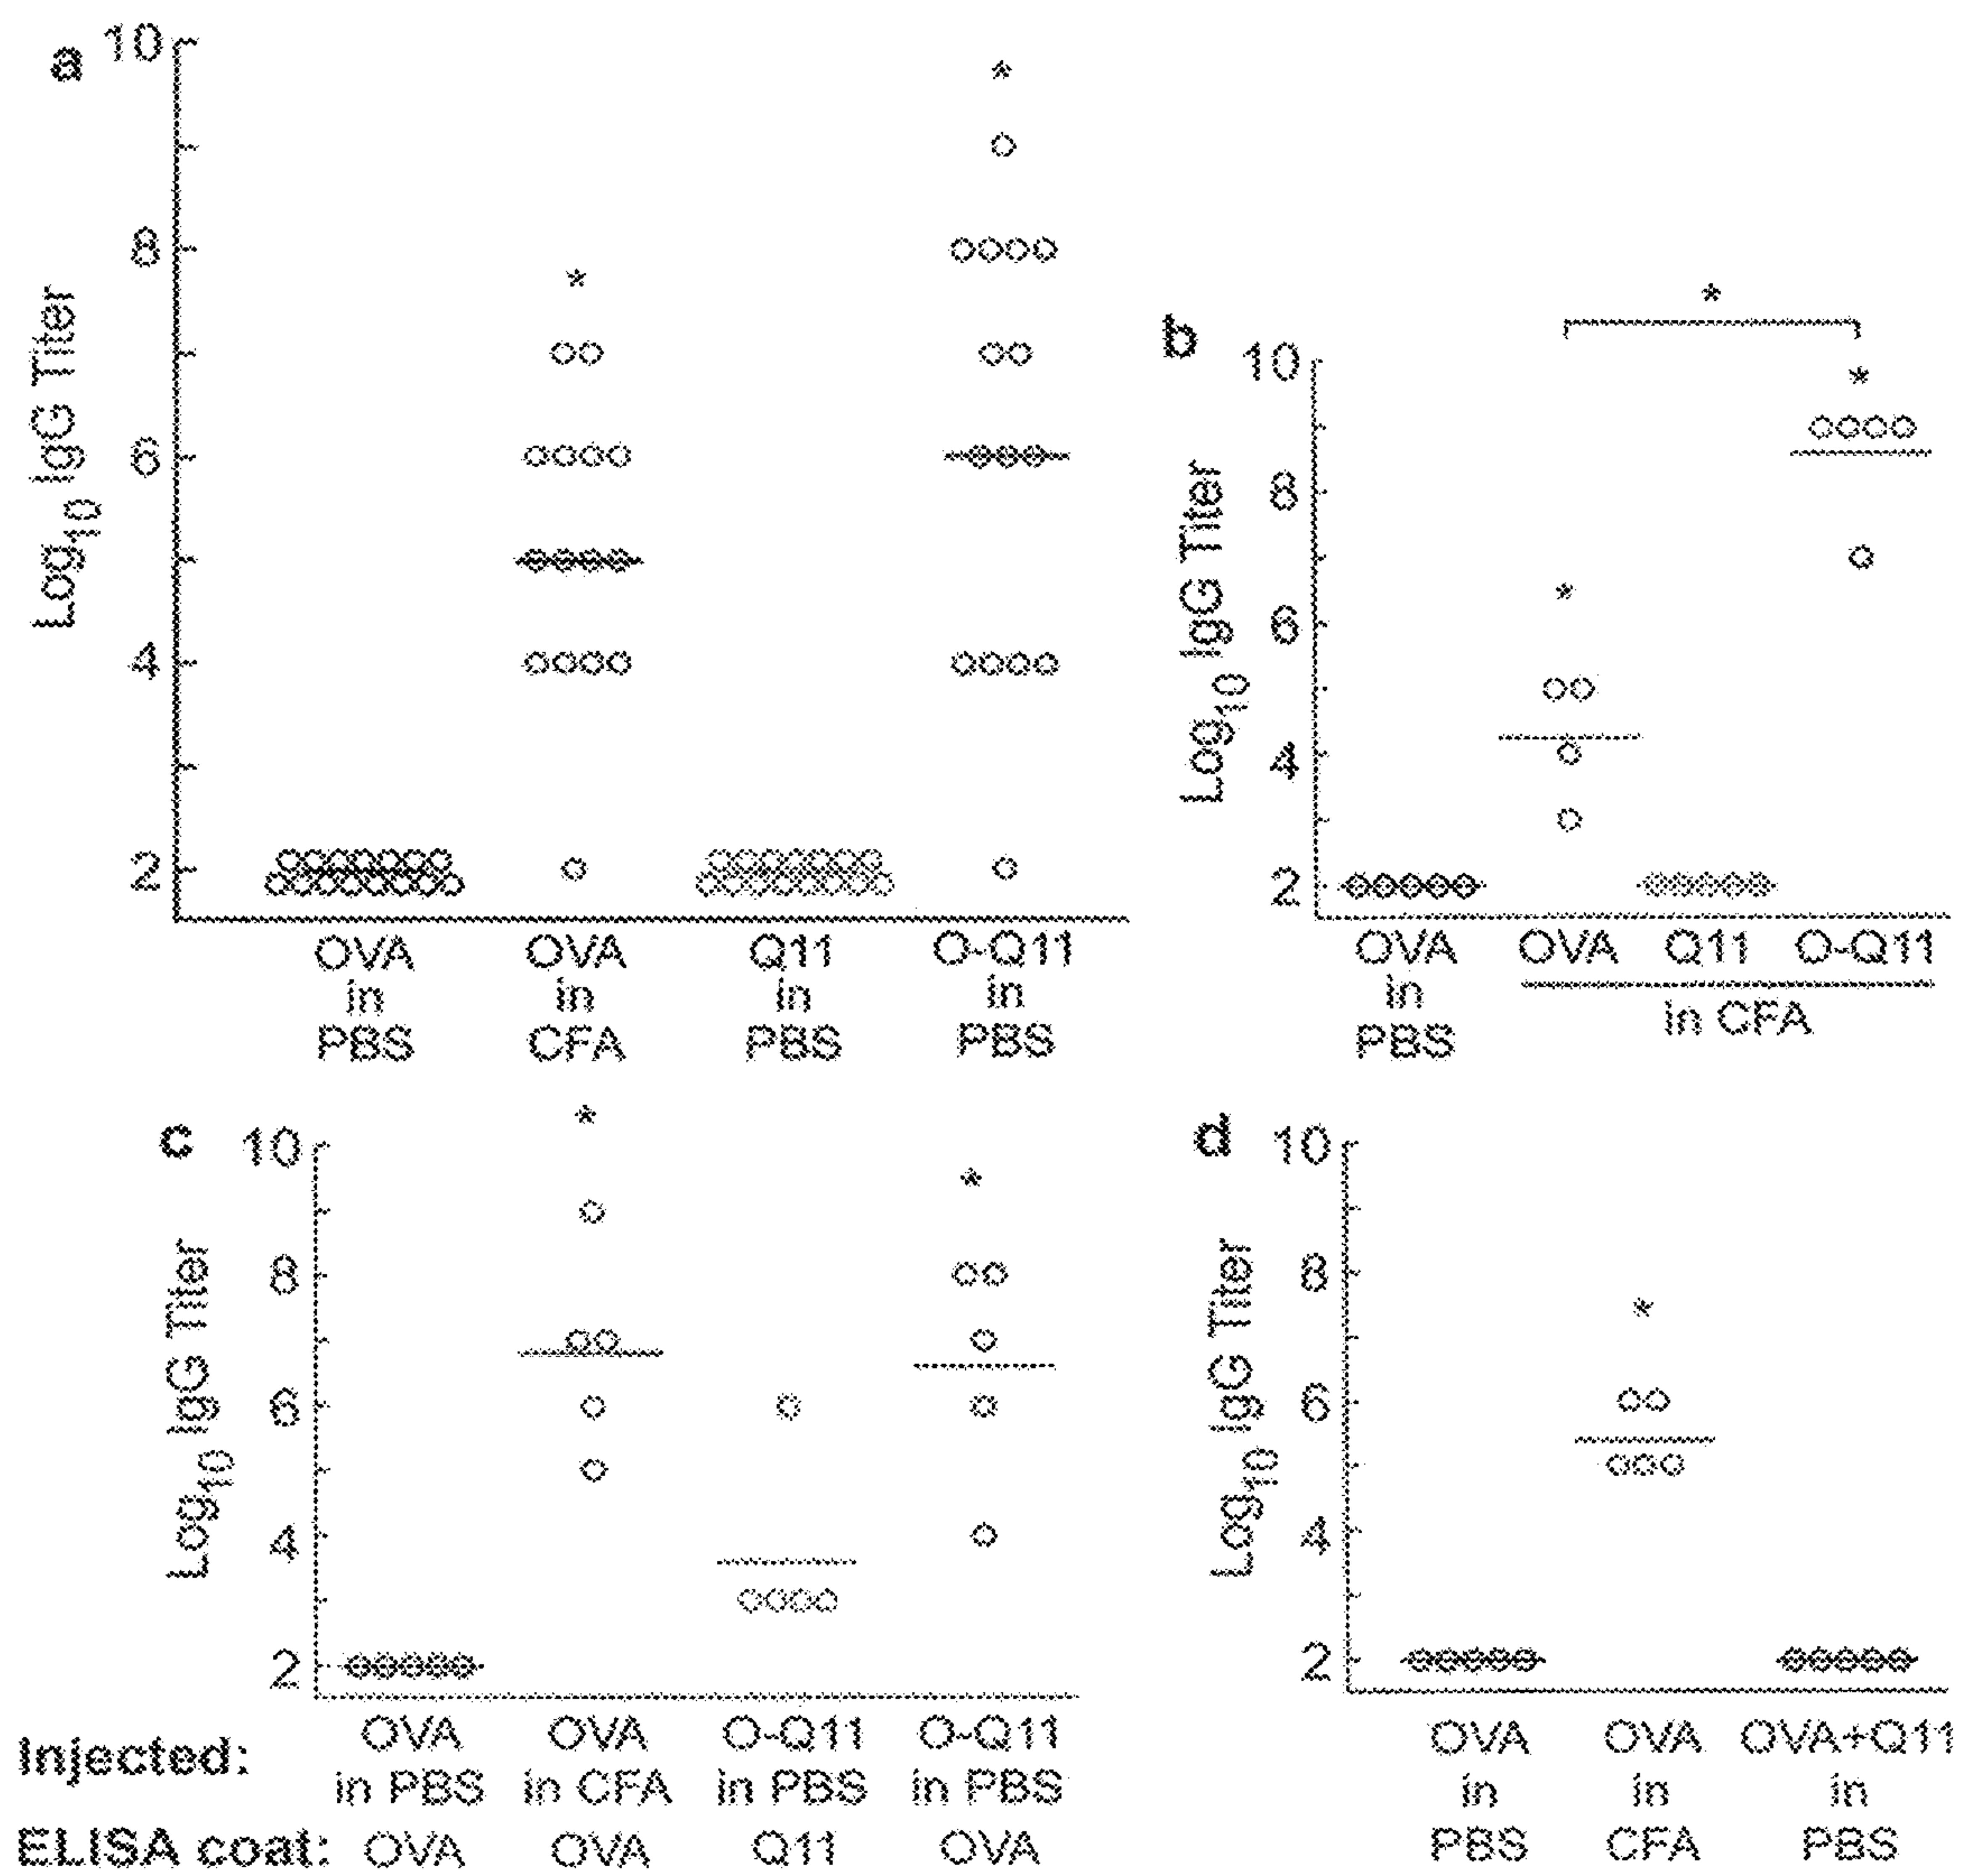 a
10
8
6
4
2
Log10 IgG Titer
*
*
OVA in PBS
OVA in CFA
Q11 in PBS
O-Q11 in PBS
b
10
8
6
4
2
Log10 IgG Titer
*
*
*
OVA in PBS
OVA Q11 O-Q11
in CFA
c
10
8
6
4
2
Log10 IgG Titer
*
*
Injected:
OVA in PBS
OVA in CFA
O-Q11 in PBS
O-Q11 in PBS
ELISA coat: OVA OVA Q11 OVA
d
10
8
6
4
2
Log10 IgG Titer
*
OVA in PBS
OVA in CFA
OVA+Q11 in PBS